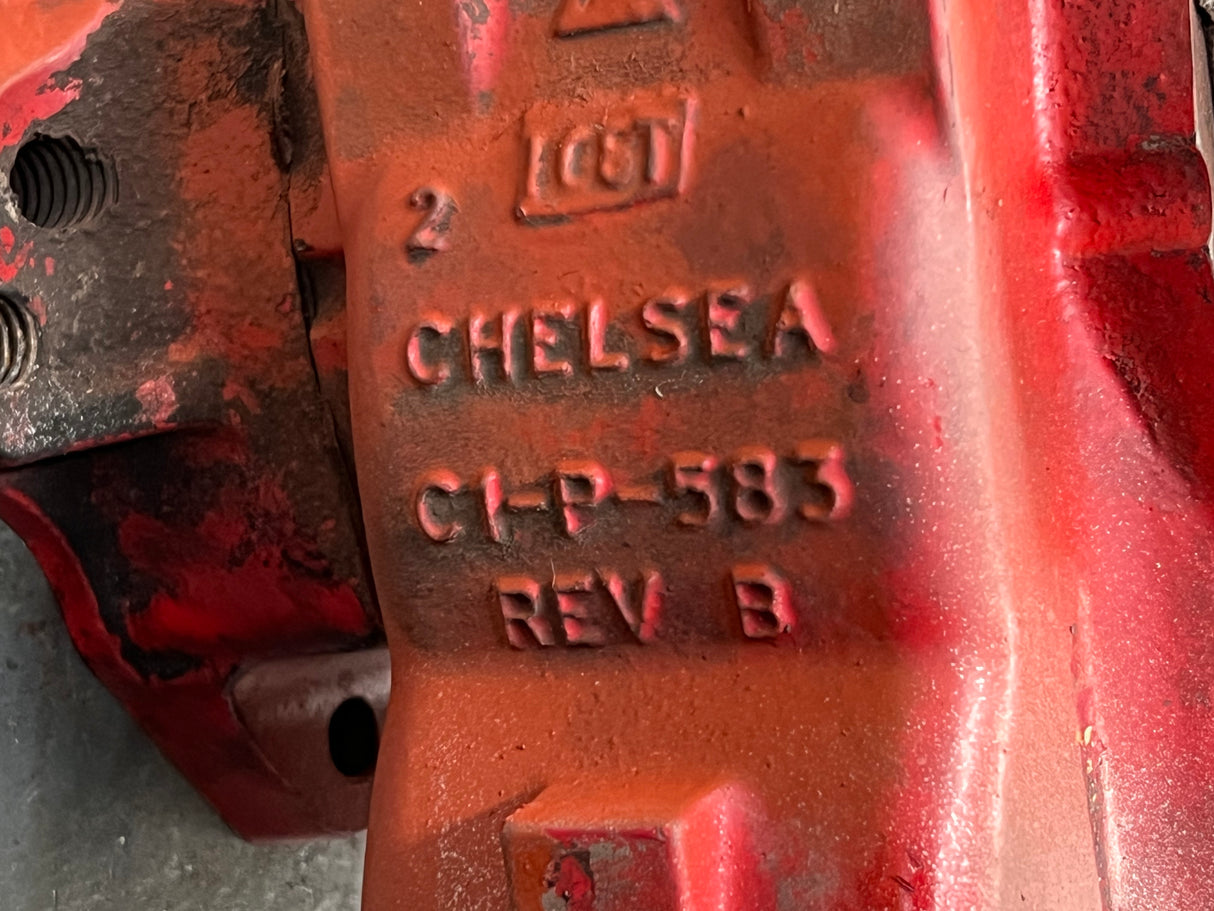 2
CHELSEA
C1-P-583
REV B